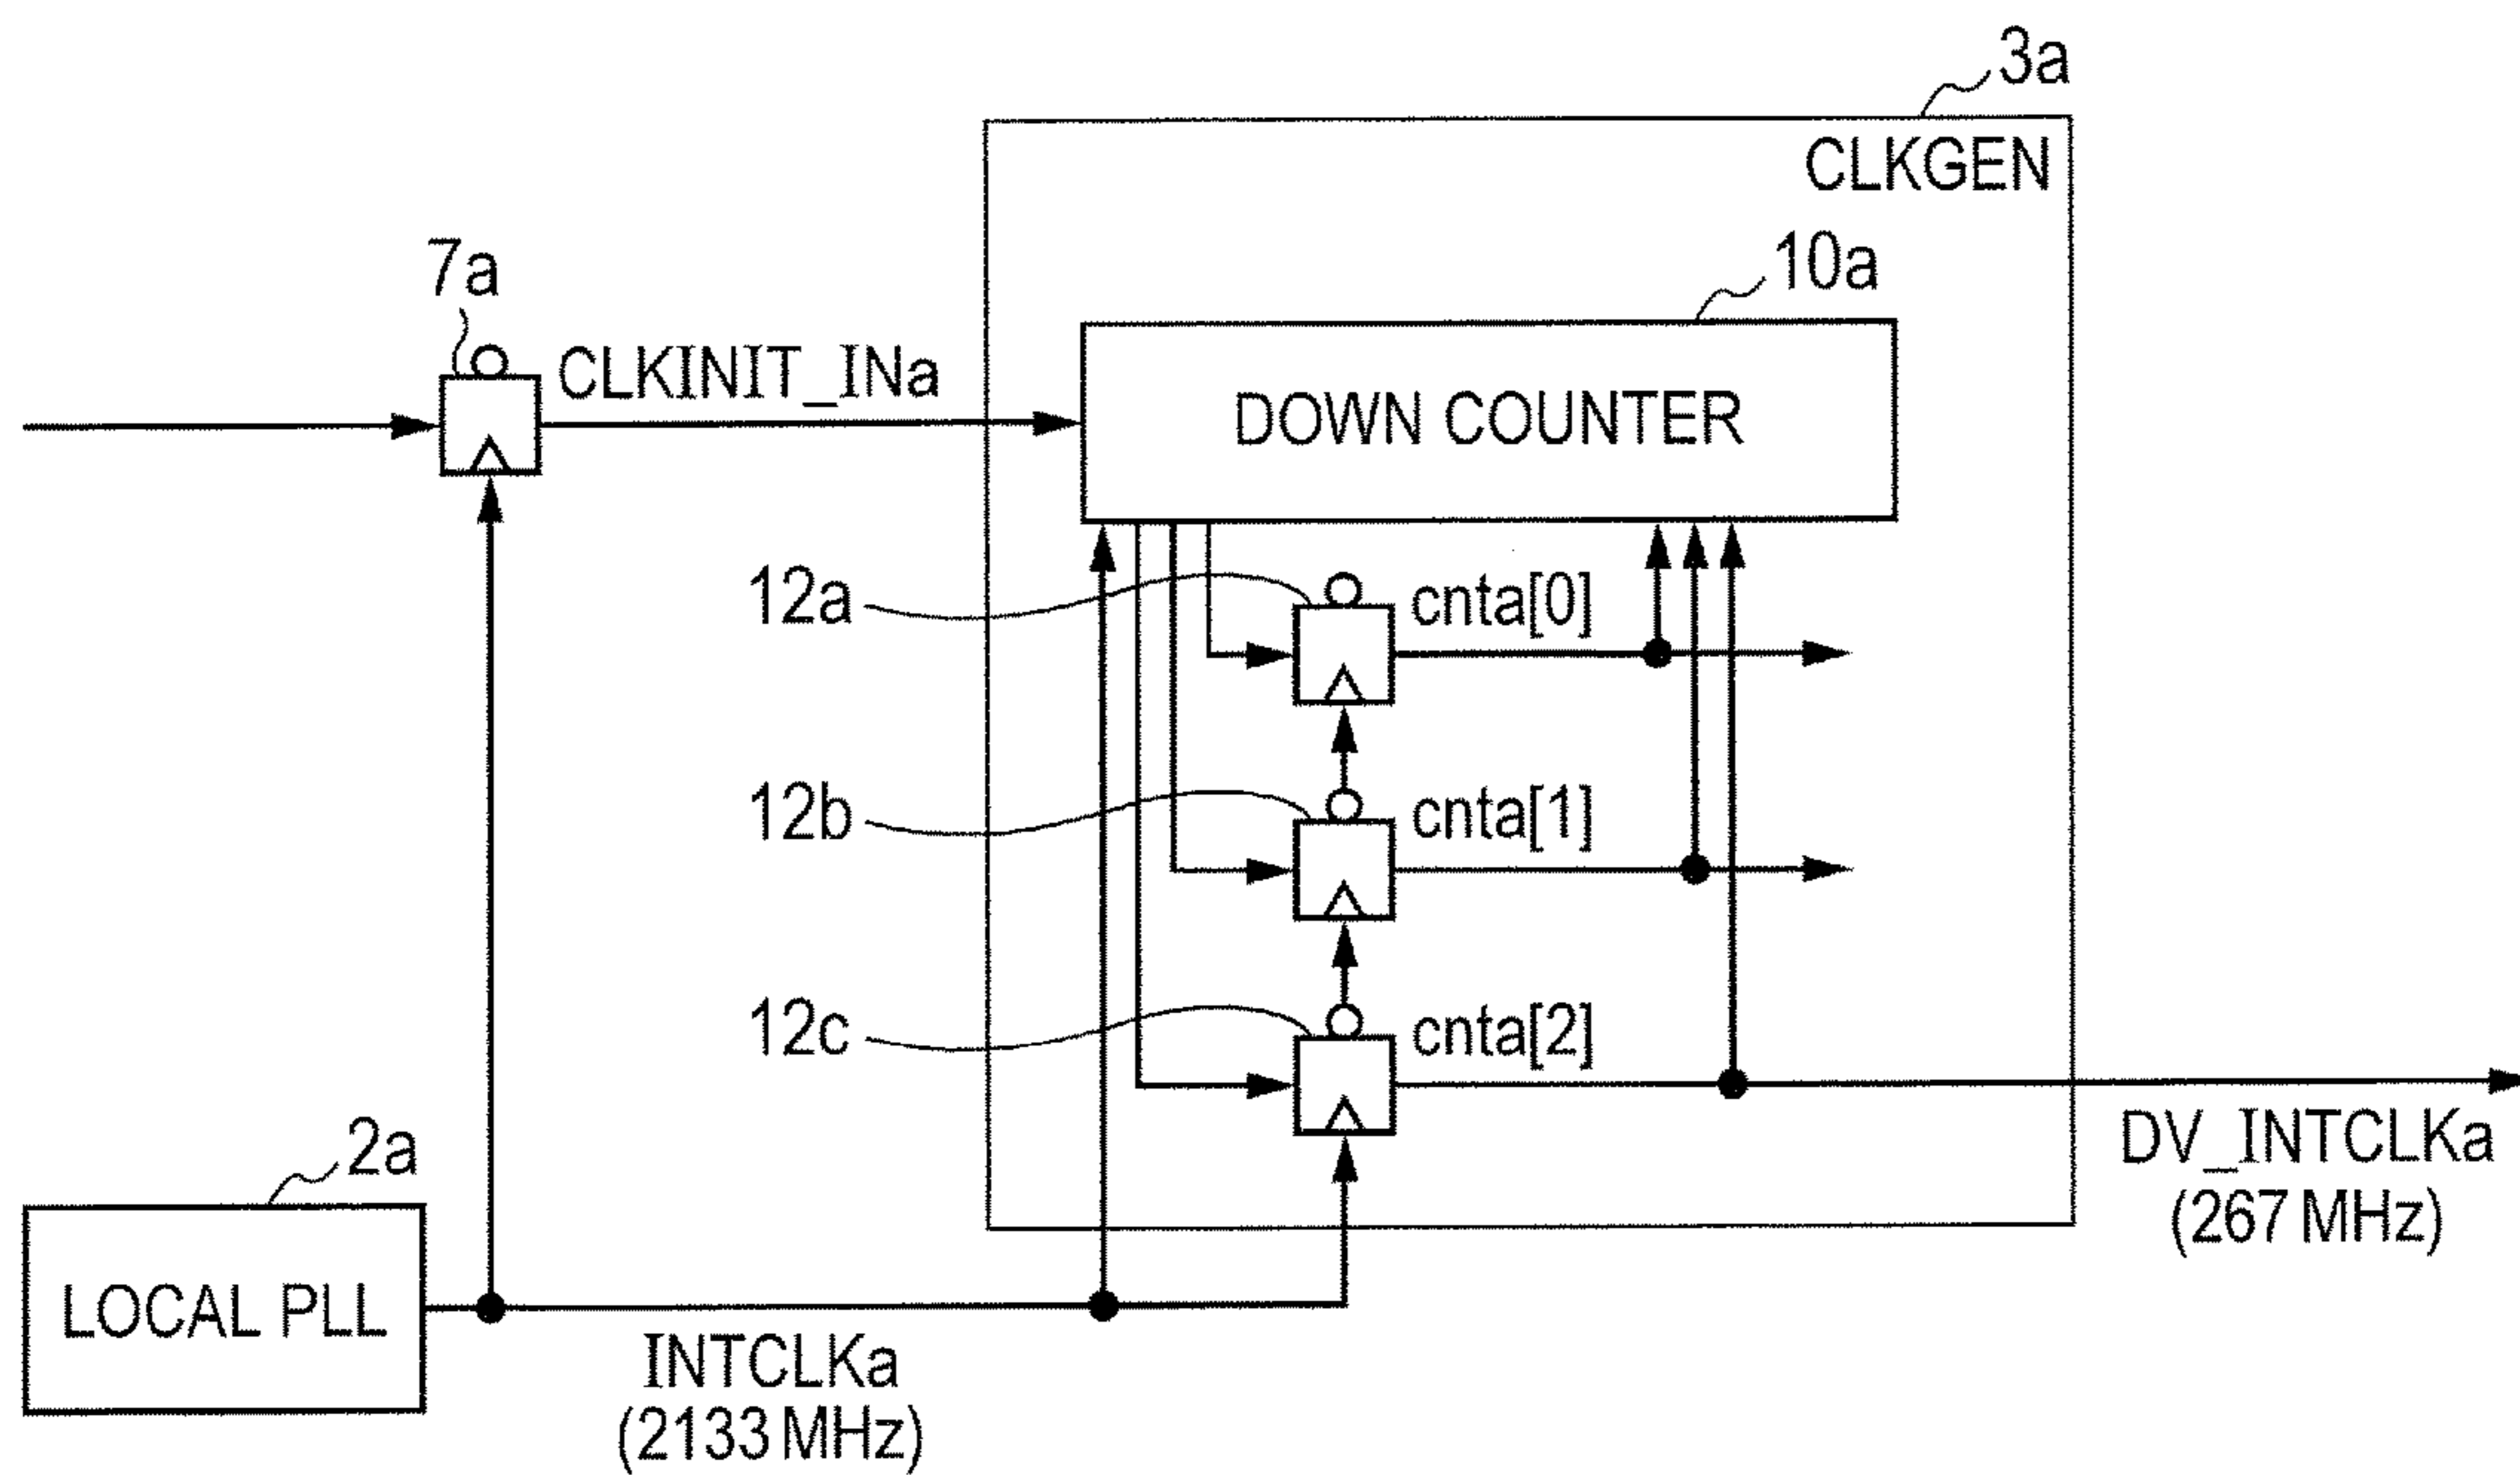 3a
CLKGEN
7a
10a
CLKINIT_INa
DOWN COUNTER
12a
cnta[0]
12b
cnta[1]
12c
cnta[2]
2a
DV_INTCLKa
(267 MHz)
LOCAL PLL
INTCLKa
(2133 MHz)